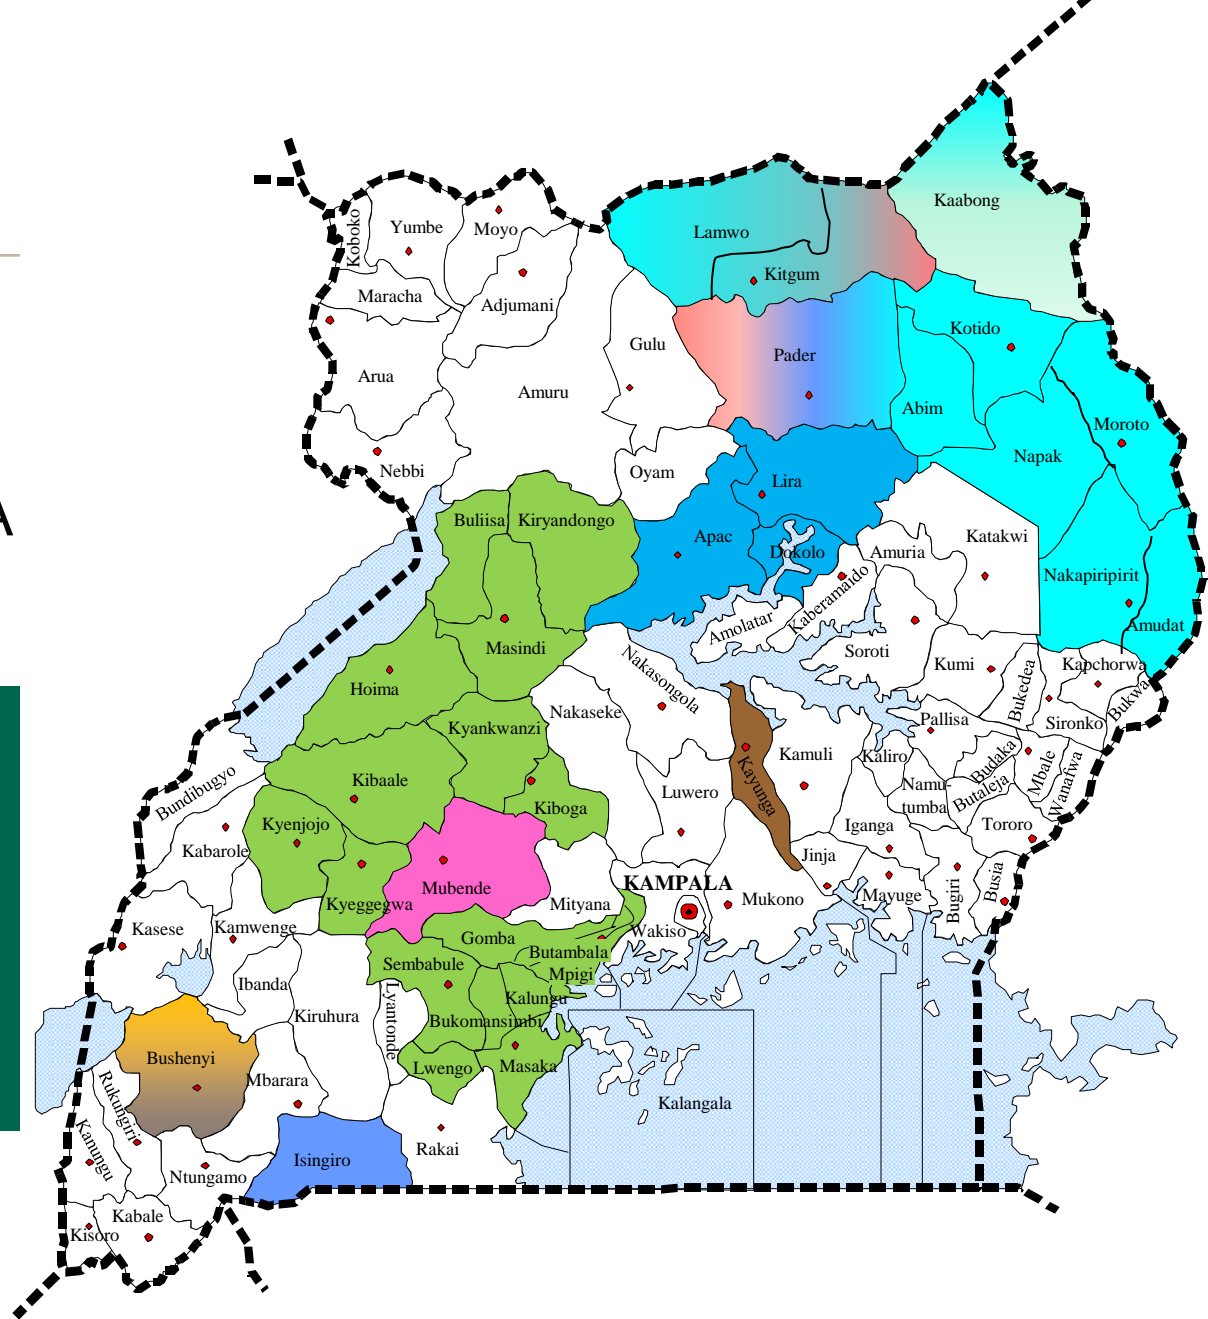 Kaabong
Koboko
Yumbe
Moyo
Lamwo
Kitgum
Maracha
Adjumani
Kotido
Gulu
Pader
Arua
Amuru
Abim
Moroto
Napak
Nebbi
Oyam
Lira
Buliisa
Kiryandongo
Apac
Dokolo
Amuria
Katakwi
Nakapiripirit
Kaberamaido
Amolatar
Amudat
Masindi
Soroti
Kumi
Kapchorwa
Nakasongola
Hoima
Bukedea
Bukwa
Nakaseke
Kyankwanzi
Pallisa
Sironko
Kamuli
Kaliro
Budaka
Mbale
Wanafwa
Bundibugyo
Kibaale
Kayunga
Namu-
tumba
Butaleja
Luwero
Kiboga
Kyenjojo
Iganga
Tororo
Kabarole
Jinja
Mubende
KAMPALA
Mukono
Mayuge
Bugiri
Busia
Kyeggegwa
Mityana
Kasese
Kamwenge
Wakiso
Gomba
Butambala
Sembabule
Mpigi
Ibanda
Lyantonde
Kalungu
Kiruhura
Bukomansimbi
Bushenyi
Mbarara
Lwengo
Masaka
Rukungiri
Kalangala
Kanungu
Rakai
Isingiro
Ntungamo
Kabale
Kisoro